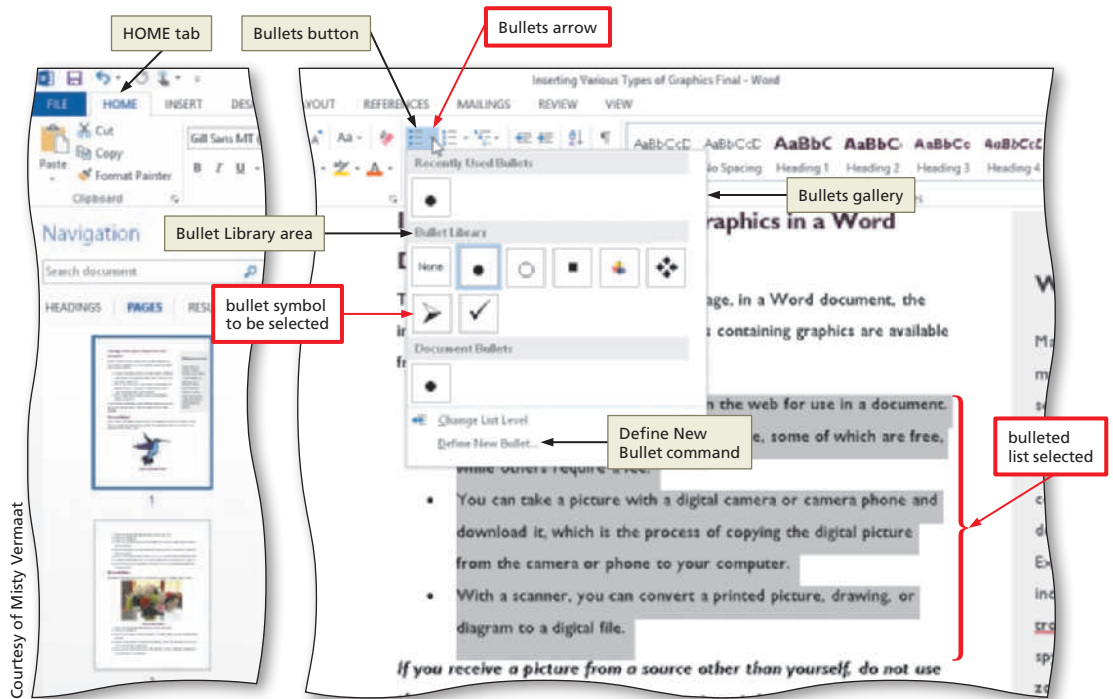 HOME tab
Bullets button
Bullets arrow
Inserting Various Types of Graphics Final - Word
FILE
HOME
INSERT
REFERENCES
MAILINGS
REVIEW
VIEW
Cut
Copy
Format Painter
Paste
Clipboard
Gill Sans MT
B I U
Aa
AaBbCcD
AaBbCcD
AaBbC
AaBbC
AaBbCc
AaBbCcE
No Spacing
Heading 1
Heading 2
Heading 3
Heading 4
Recently Used Bullets
Bullets gallery
Navigation
Search document
HEADINGS
PAGES
Bullet Library area
Bullet Library
None
bullet symbol
to be selected
Document Bullets
Change List Level
Define New Bullet...
Define New
Bullet command
raphics in a Word
age, in a Word document, the
containing graphics are available
n the web for use in a document.
e, some of which are free,
while others require a fee.
• You can take a picture with a digital camera or camera phone and
download it, which is the process of copying the digital picture
from the camera or phone to your computer.
• With a scanner, you can convert a printed picture, drawing, or
diagram to a digital file.
If you receive a picture from a source other than yourself, do not use
bulleted
list selected
1
Courtesy of Misty Vermaat